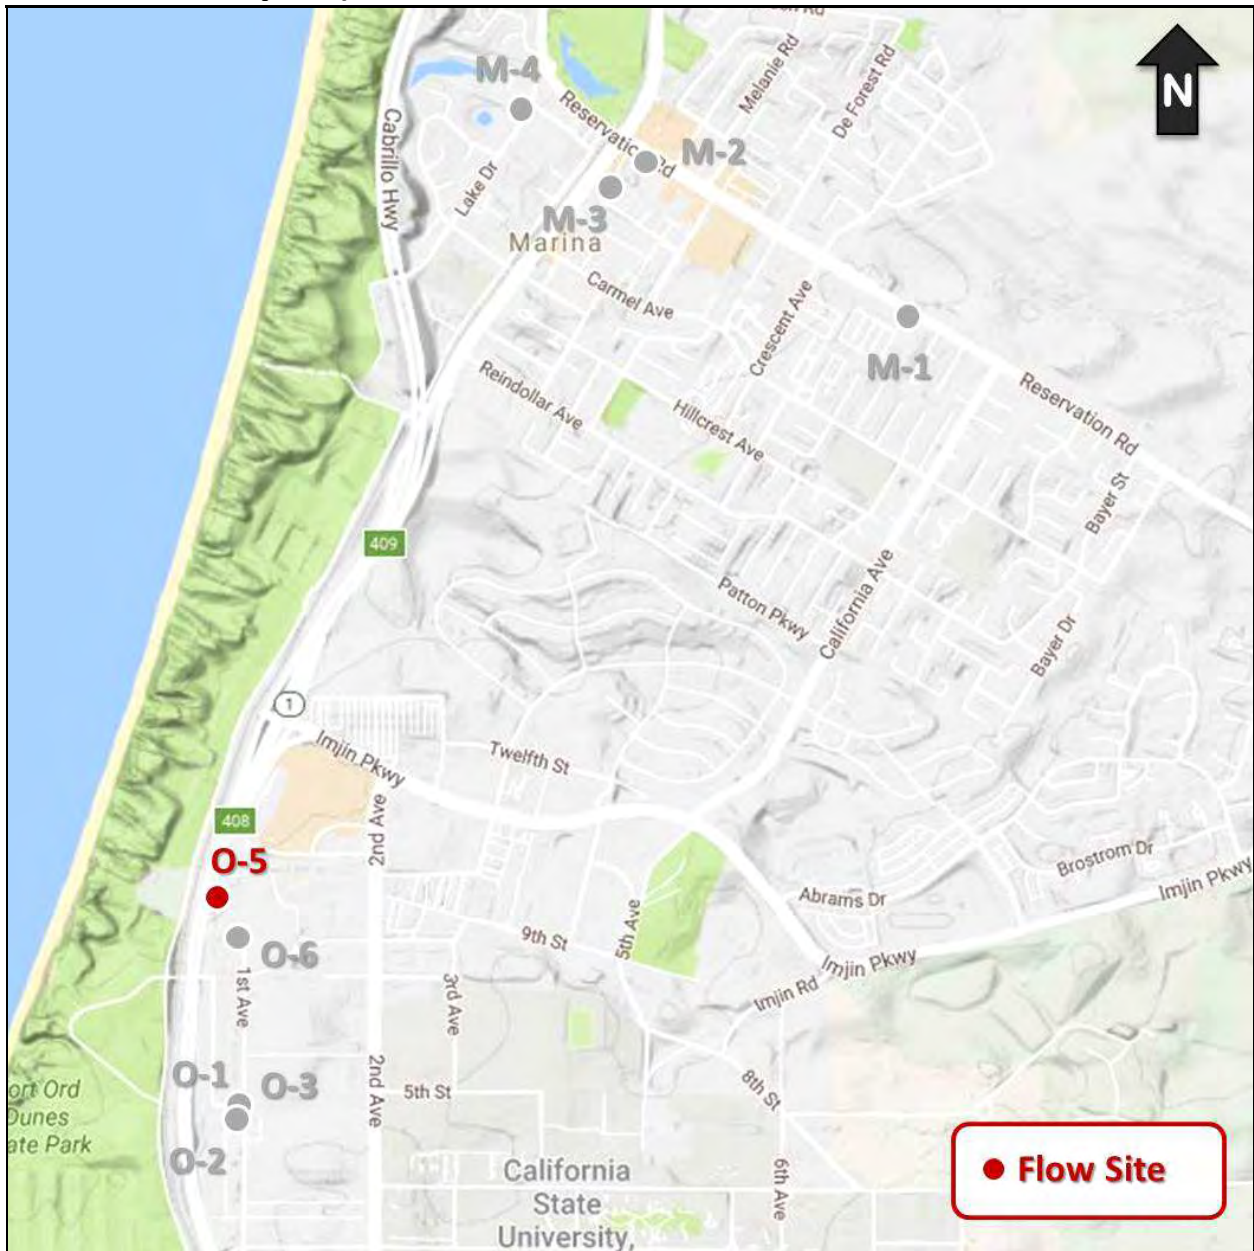 Melanie Rd
De Forest Rd
N
M-4
Cabrillo Hwy
Reservation Rd
M-2
Lake Dr
M-3
Marina
Carmel Ave
Crescent Ave
M-1
Reindollar Ave
Hillcrest Ave
Reservation Rd
Bayer St
409
Patton Pkwy
California Ave
Bayer Dr
1
Imjin Pkwy
Twelfth St
2nd Ave
408
O-5
Brostrom Dr
Imjin Pkwy
Abrams Dr
5th Ave
9th St
O-6
Imjin Pkwy
Imjin Rd
1st Ave
3rd Ave
O-1
O-3
2nd Ave
5th St
8th St
ort Ord
Dunes
ate Park
O-2
6th Ave
California
State
University,
Flow Site